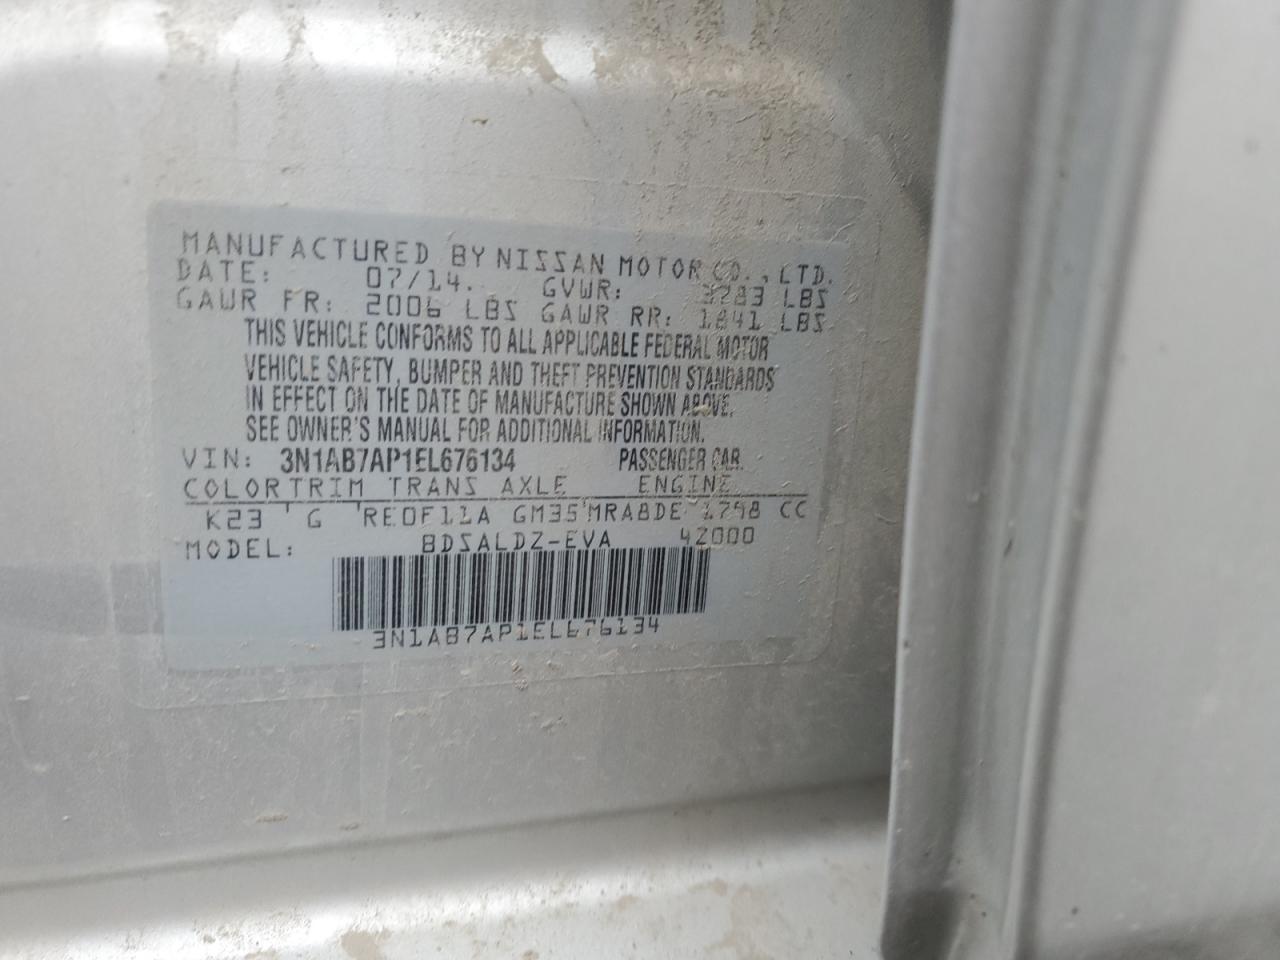 MANUFACTURED BY NISSAN MOTOR CO., LTD.
DATE: 07/14. GVWR: 3783 LBS
GAWR FR: 2006 LBS GAWR RR: 1841 LBS
THIS VEHICLE CONFORMS TO ALL APPLICABLE FEDERAL MOTOR
VEHICLE SAFETY, BUMPER AND THEFT PREVENTION STANDARDS
IN EFFECT ON THE DATE OF MANUFACTURE SHOWN ABOVE.
SEE OWNER'S MANUAL FOR ADDITIONAL INFORMATION.
VIN: 3N1AB7AP1EL676134 PASSENGER CAR.
COLOR TRIM TRANS AXLE ENGINE
K23 G RE0F11A GM35 MRA8DE 1798 CC
MODEL: BDSALDZ-EVA 42000
3N1AB7AP1EL676134